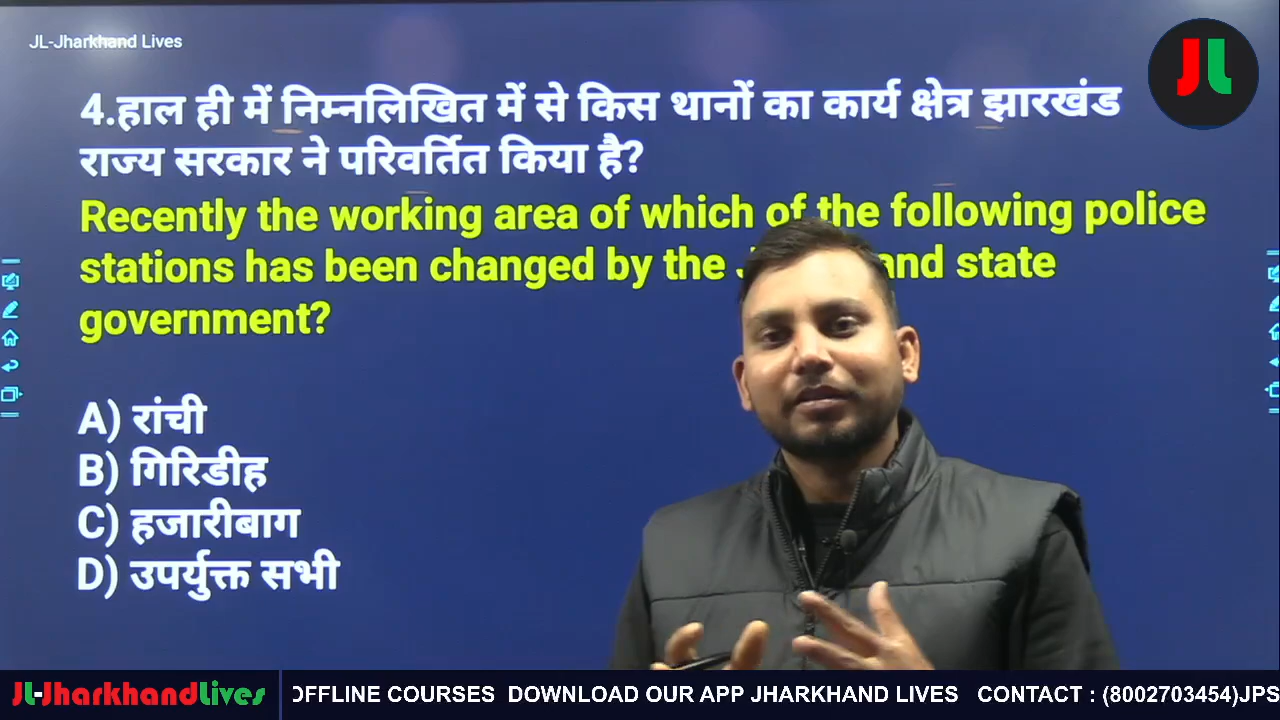 JL-Jharkhand Lives
JL
4.हाल ही में निम्नलिखित में से किस थानों का कार्य क्षेत्र झारखंड
राज्य सरकार ने परिवर्तित किया है?
Recently the working area of which of the following police
stations has been changed by the state
government?
A) रांची
B) गिरिडीह
C) हजारीबाग
D) उपर्युक्त सभी
JL-JharkhandLives
OFFLINE COURSES DOWNLOAD OUR APP JHARKHAND LIVES CONTACT : (8002703454)JPS